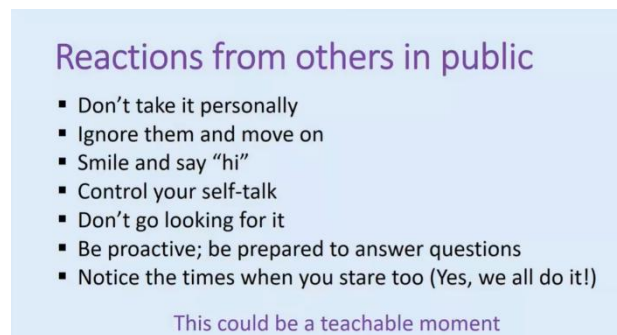 Reactions from others in public
▪ Don’t take it personally
▪ Ignore them and move on
▪ Smile and say “hi”
▪ Control your self-talk
▪ Don’t go looking for it
▪ Be proactive; be prepared to answer questions
▪ Notice the times when you stare too (Yes, we all do it!)
This could be a teachable moment